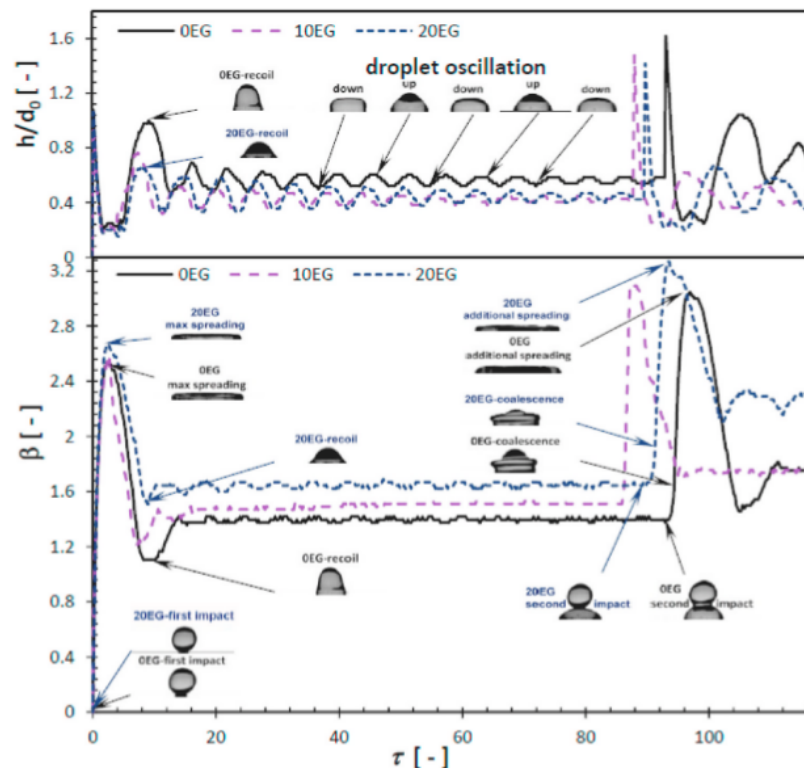 1.6
1.2
0.8
0.4
0
h/d₀ [ - ]
0EG 10EG 20EG
droplet oscillation
0EG-recoil
20EG-recoil
down
up
down
up
down
3.2
2.8
2.4
2
1.6
1.2
0.8
0.4
0
β [ - ]
0EG 10EG 20EG
20EG
max spreading
0EG
max spreading
20EG-recoil
0EG-recoil
20EG
additional spreading
0EG
additional spreading
20EG-coalescence
0EG-coalescence
20EG
second impact
0EG
second impact
20EG-first impact
0EG-first impact
0 20 40 60 80 100
τ [ - ]